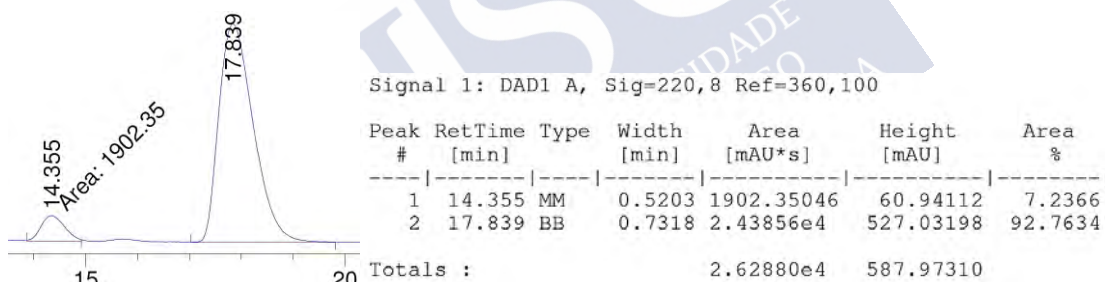 14.355
Area: 1902.35
17.839
15
20
DADE
Signal 1: DAD1 A, Sig=220,8 Ref=360,100
Peak RetTime Type Width Area Height Area
# [min] [min] [mAU*s] [mAU] %
----|-------|----|-------|----------|----------|--------
1 14.355 MM 0.5203 1902.35046 60.94112 7.2366
2 17.839 BB 0.7318 2.43856e4 527.03198 92.7634
Totals : 2.62880e4 587.97310